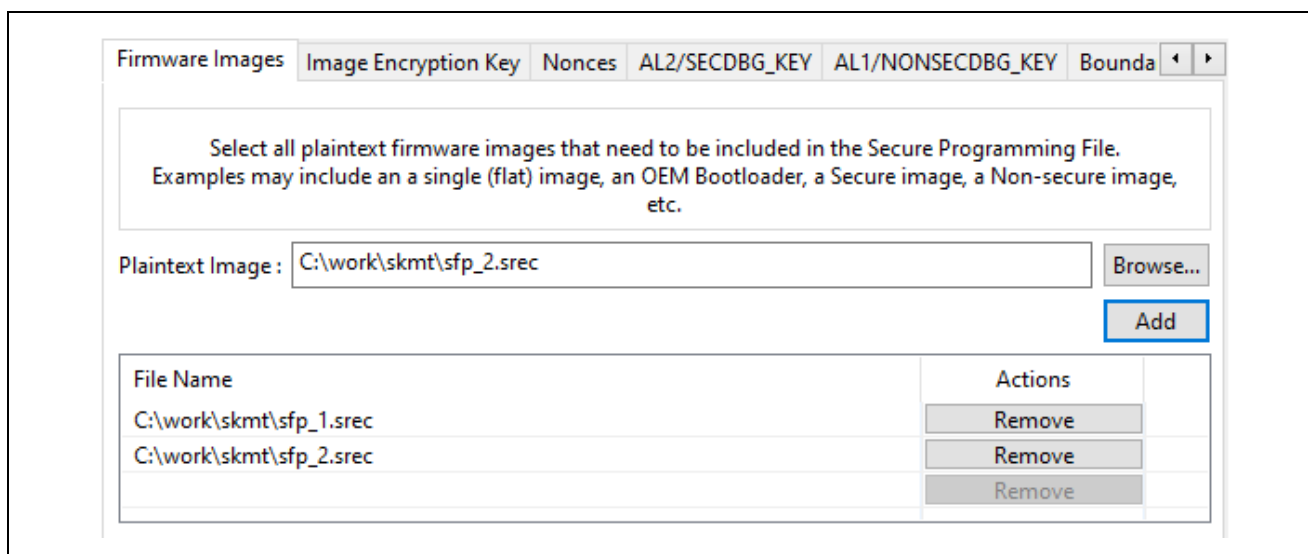 Firmware Images Image Encryption Key Nonces AL2/SECDBG_KEY AL1/NONSECDBG_KEY Bounda
Select all plaintext firmware images that need to be included in the Secure Programming File.
Examples may include an a single (flat) image, an OEM Bootloader, a Secure image, a Non-secure image,
etc.
Plaintext Image : C:\work\skmt\sfp_2.srec Browse...
Add
File Name Actions
C:\work\skmt\sfp_1.srec Remove
C:\work\skmt\sfp_2.srec Remove
Remove